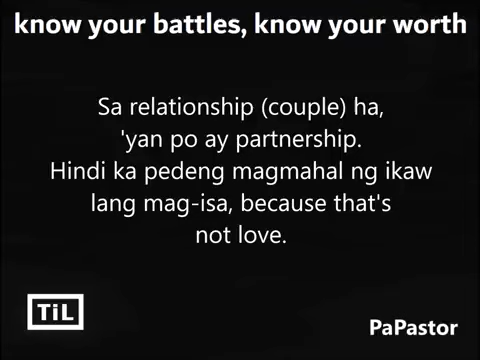 know your battles, know your worth
Sa relationship (couple) ha,
'yan po ay partnership.
Hindi ka pedeng magmahal ng ikaw
lang mag-isa, because that's
not love.
TiL
PaPastor